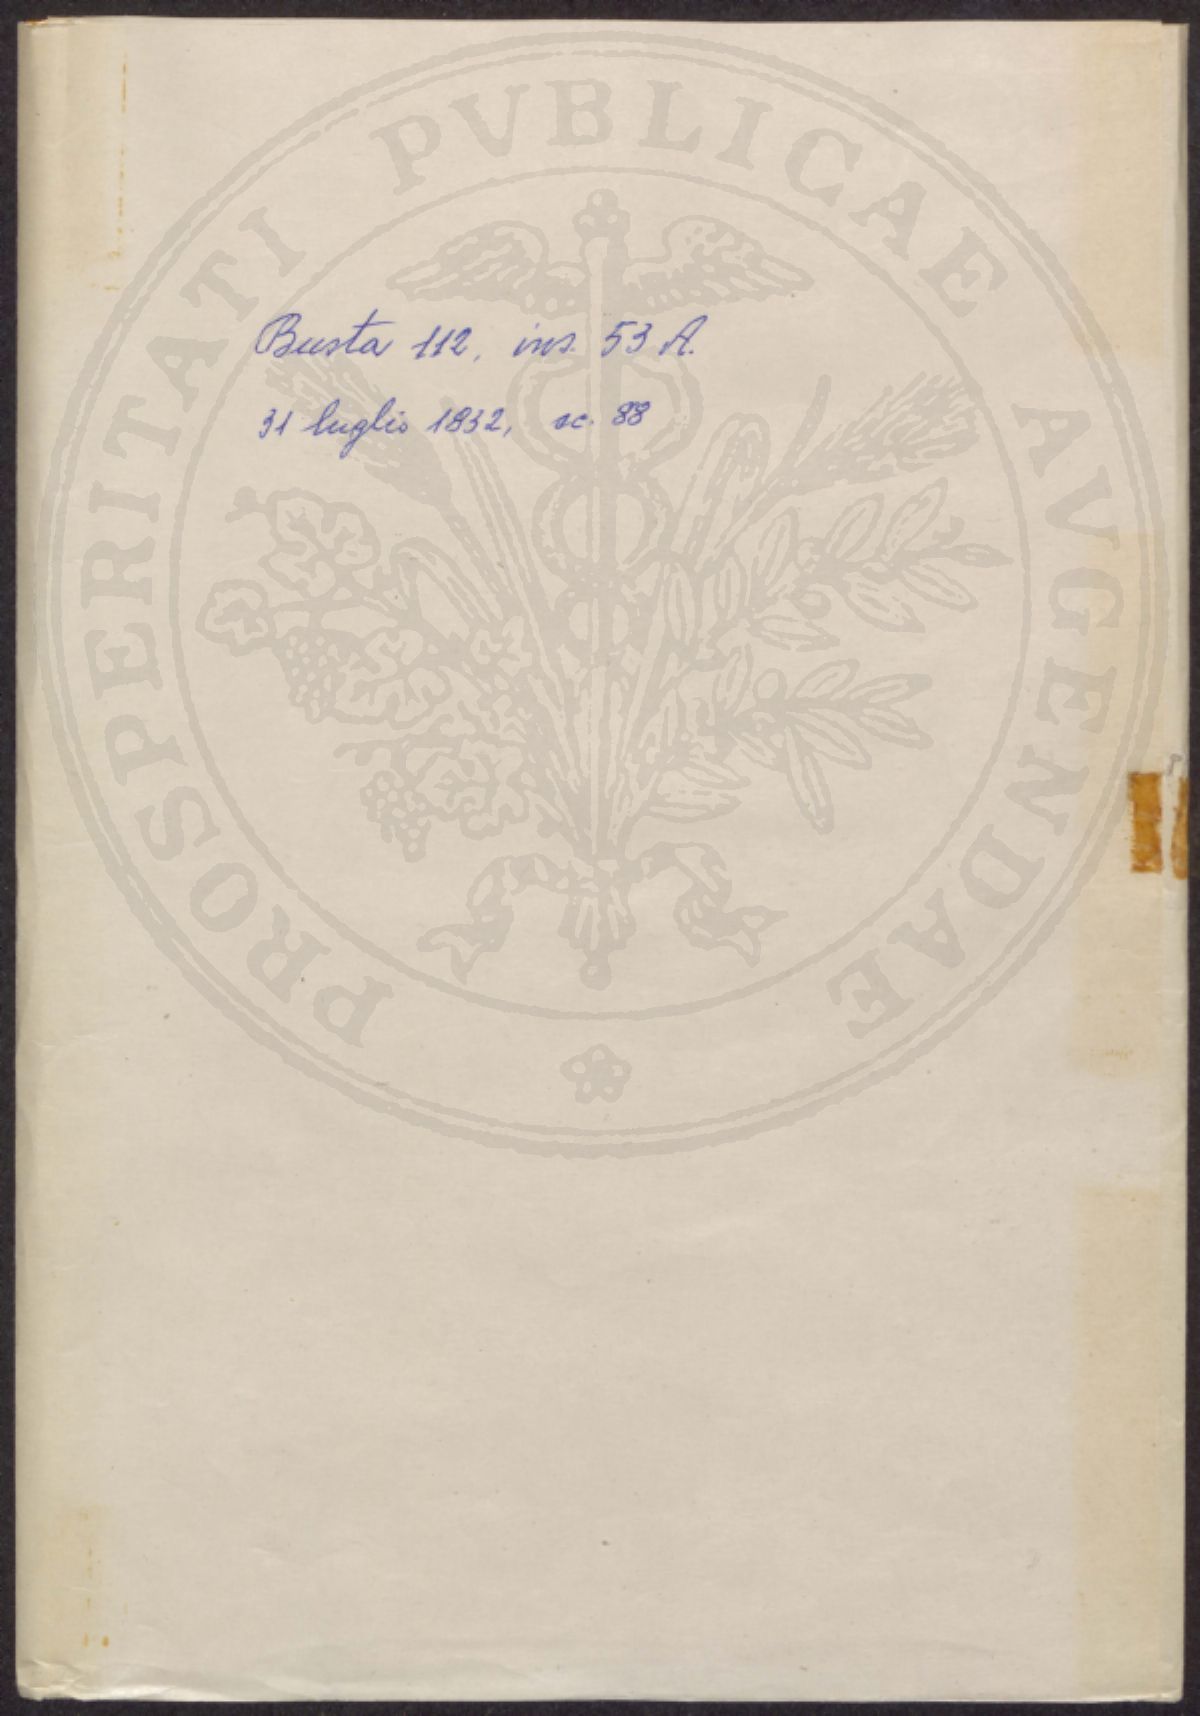 PROSPERITATI PVBLICAE AVGENDAE
Busta 112, ins. 53 A.
31 luglio 1832, sc. 88